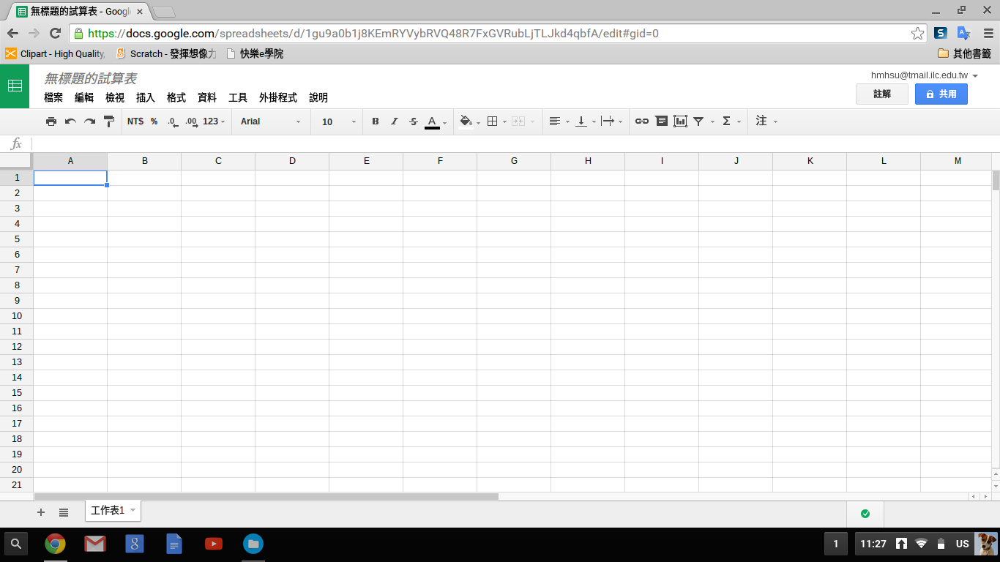 無標題的試算表 - Googl
https://docs.google.com/spreadsheets/d/1gu9a0b1j8KEmRYVybRVQ48R7FxGVRubLjTLJkd4qbfA/edit#gid=0
Clipart - High Quality, Scratch - 發揮想像力 快樂e學院 其他書籤
無標題的試算表 hmhsu@tmail.ilc.edu.tw
檔案 編輯 檢視 插入 格式 資料 工具 外掛程式 說明 註解 共用
NT$ % .0 .00 123 Arial 10 B I S A Σ 注
fx
A B C D E F G H I J K L M
1
2
3
4
5
6
7
8
9
10
11
12
13
14
15
16
17
18
19
20
21
工作表1
1 11:27 US